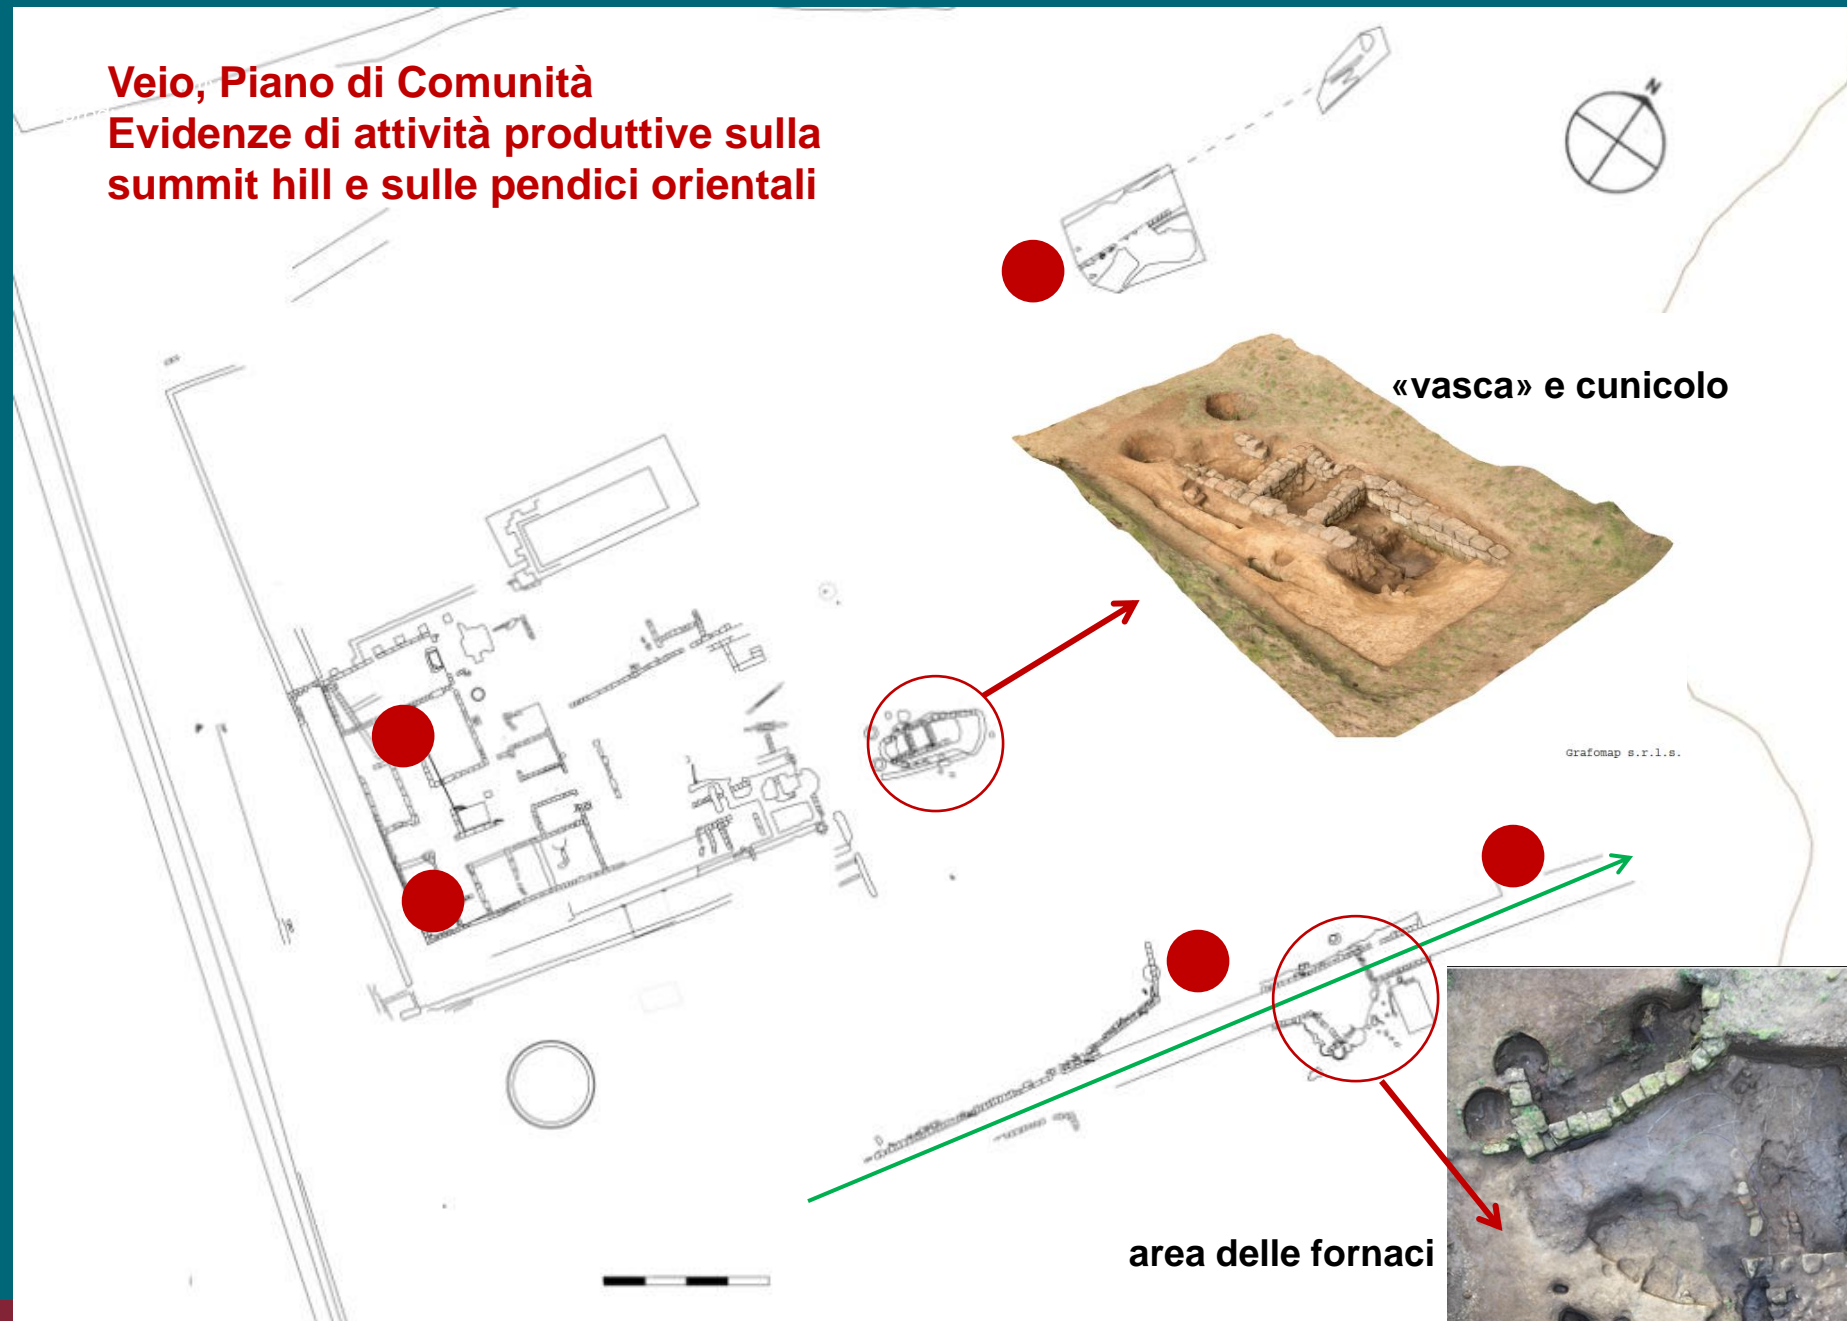 Veio, Piano di Comunità
Evidenze di attività produttive sulla
summit hill e sulle pendici orientali
N
«vasca» e cunicolo
Grafomap s.r.l.s.
area delle fornaci